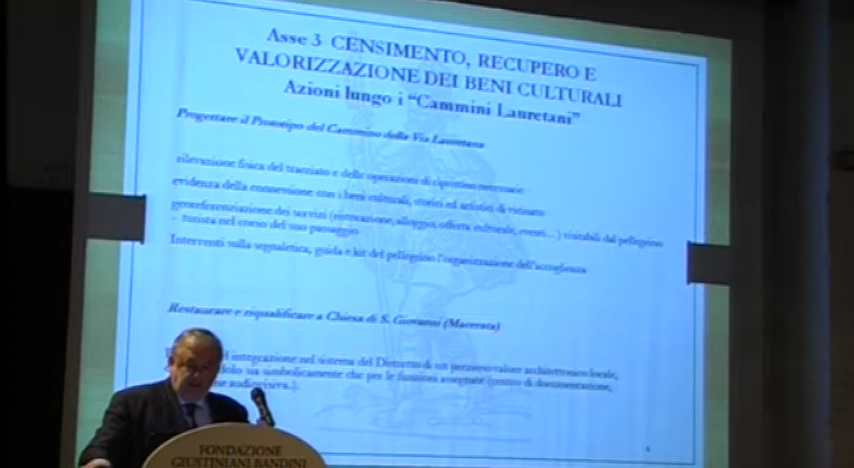 Asse 3 CENSIMENTO, RECUPERO E
VALORIZZAZIONE DEI BENI CULTURALI
Azioni lungo i “Cammini Lauretani”
Progettare il Prototipo del Cammino della Via Lauretana
rilevazione fisica del tracciato e delle operazioni di ripristino necessarie
evidenza della connessione con i beni culturali, storici ed artistici di vicinato
georeferenziazione dei servizi (ristorazione, alloggio, offerta culturale, eventi…) visitabili dal pellegrino
– turista nel corso del suo passaggio
Interventi sulla segnaletica, guida e kit del pellegrino l'organizzazione dell'accoglienza
Restaurare e riqualificare a Chiesa di S. Giovanni (Macerata)
integrazione nel sistema del Distretto di un prezioso valore architettonico locale,
sia simbolicamente che per le funzioni assegnate (centro di documentazione,
audiovisiva..).
FONDAZIONE
GIUSTINIANI BANDINI